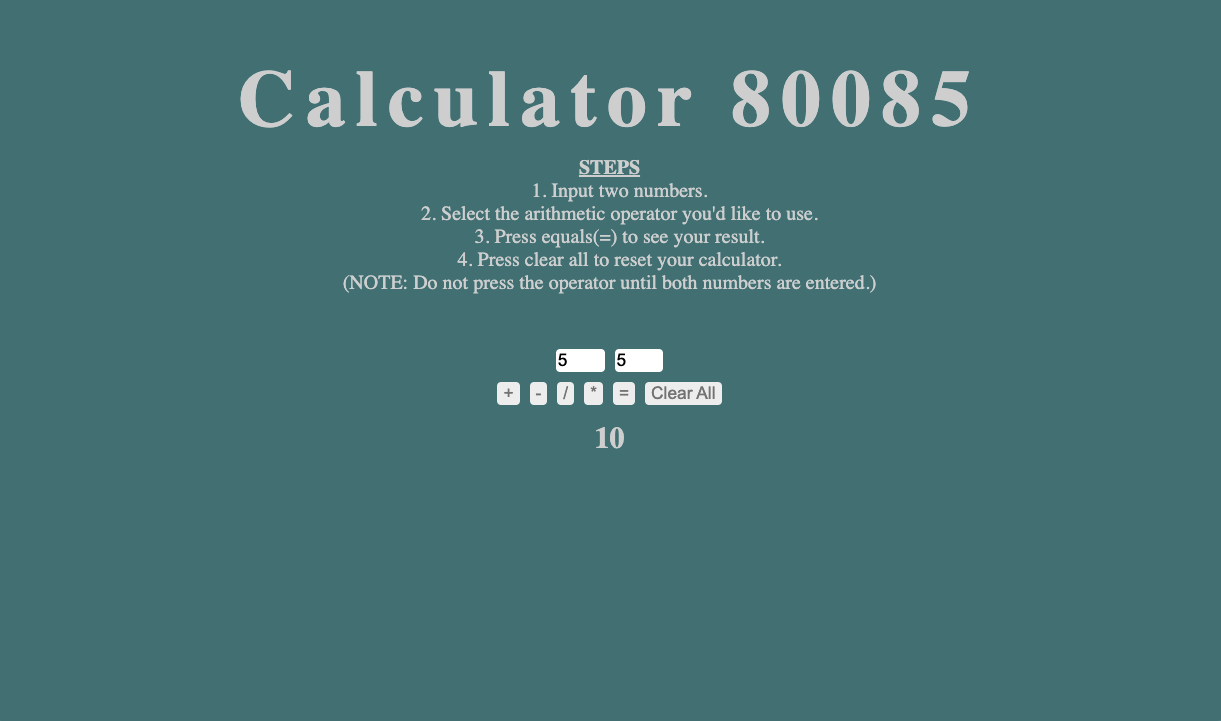 Calculator 80085
STEPS
1. Input two numbers.
2. Select the arithmetic operator you'd like to use.
3. Press equals(=) to see your result.
4. Press clear all to reset your calculator.
(NOTE: Do not press the operator until both numbers are entered.)
5 5
+ - / * = Clear All
10